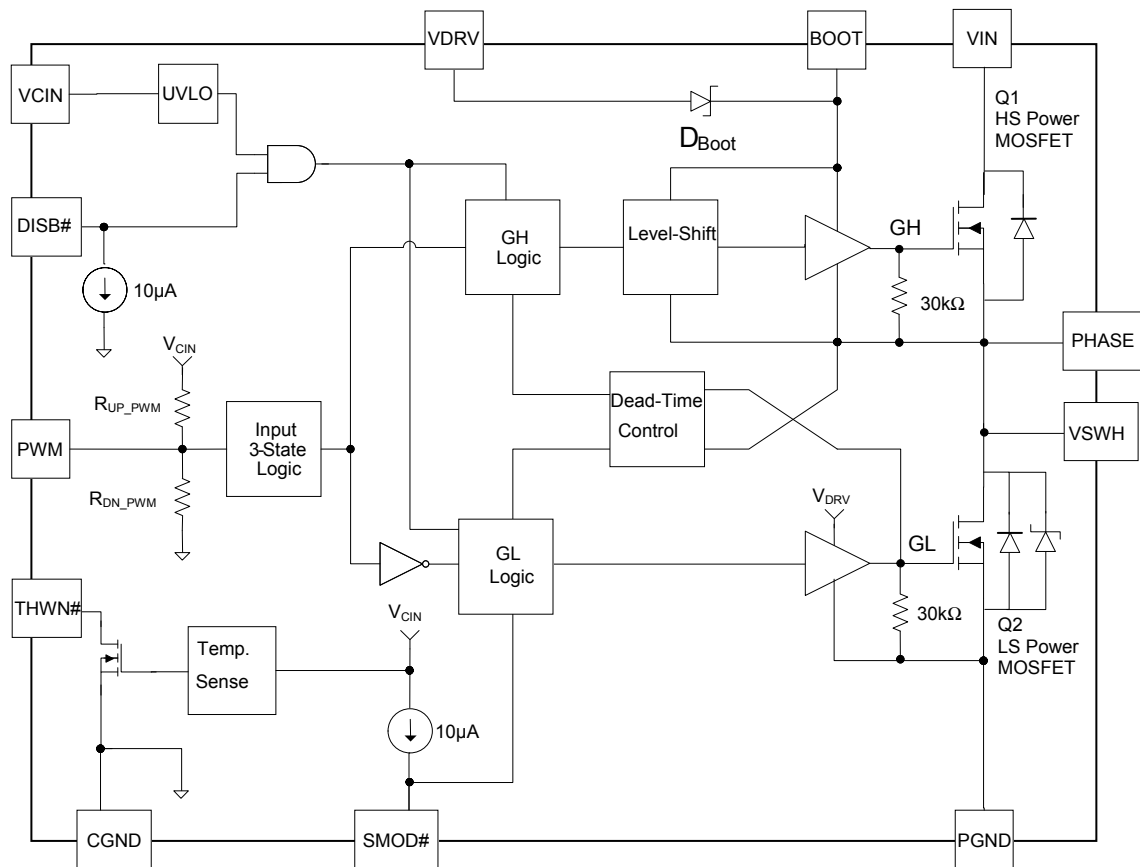 VDRV
BOOT
VIN
VCIN
UVLO
Q1
HS Power
MOSFET
DBoot
DISB#
GH
Logic
Level-Shift
GH
10µA
30kΩ
VCIN
PHASE
RUP_PWM
Dead-Time
Control
PWM
Input
3-State
Logic
VSWH
RDN_PWM
VDRV
GL
Logic
GL
THWN#
VCIN
30kΩ
Q2
LS Power
MOSFET
Temp.
Sense
10µA
CGND
SMOD#
PGND